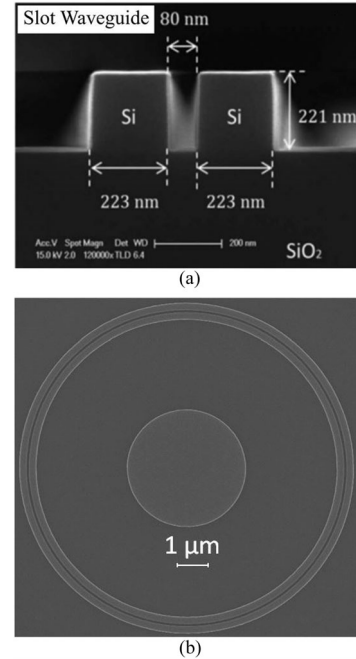 Slot Waveguide
80 nm
Si
Si
221 nm
223 nm
223 nm
Acc.V Spot Magn Det WD
15.0 kV 2.0 120000x TLD 6.4
200 nm
SiO₂
(a)
1 μm
(b)